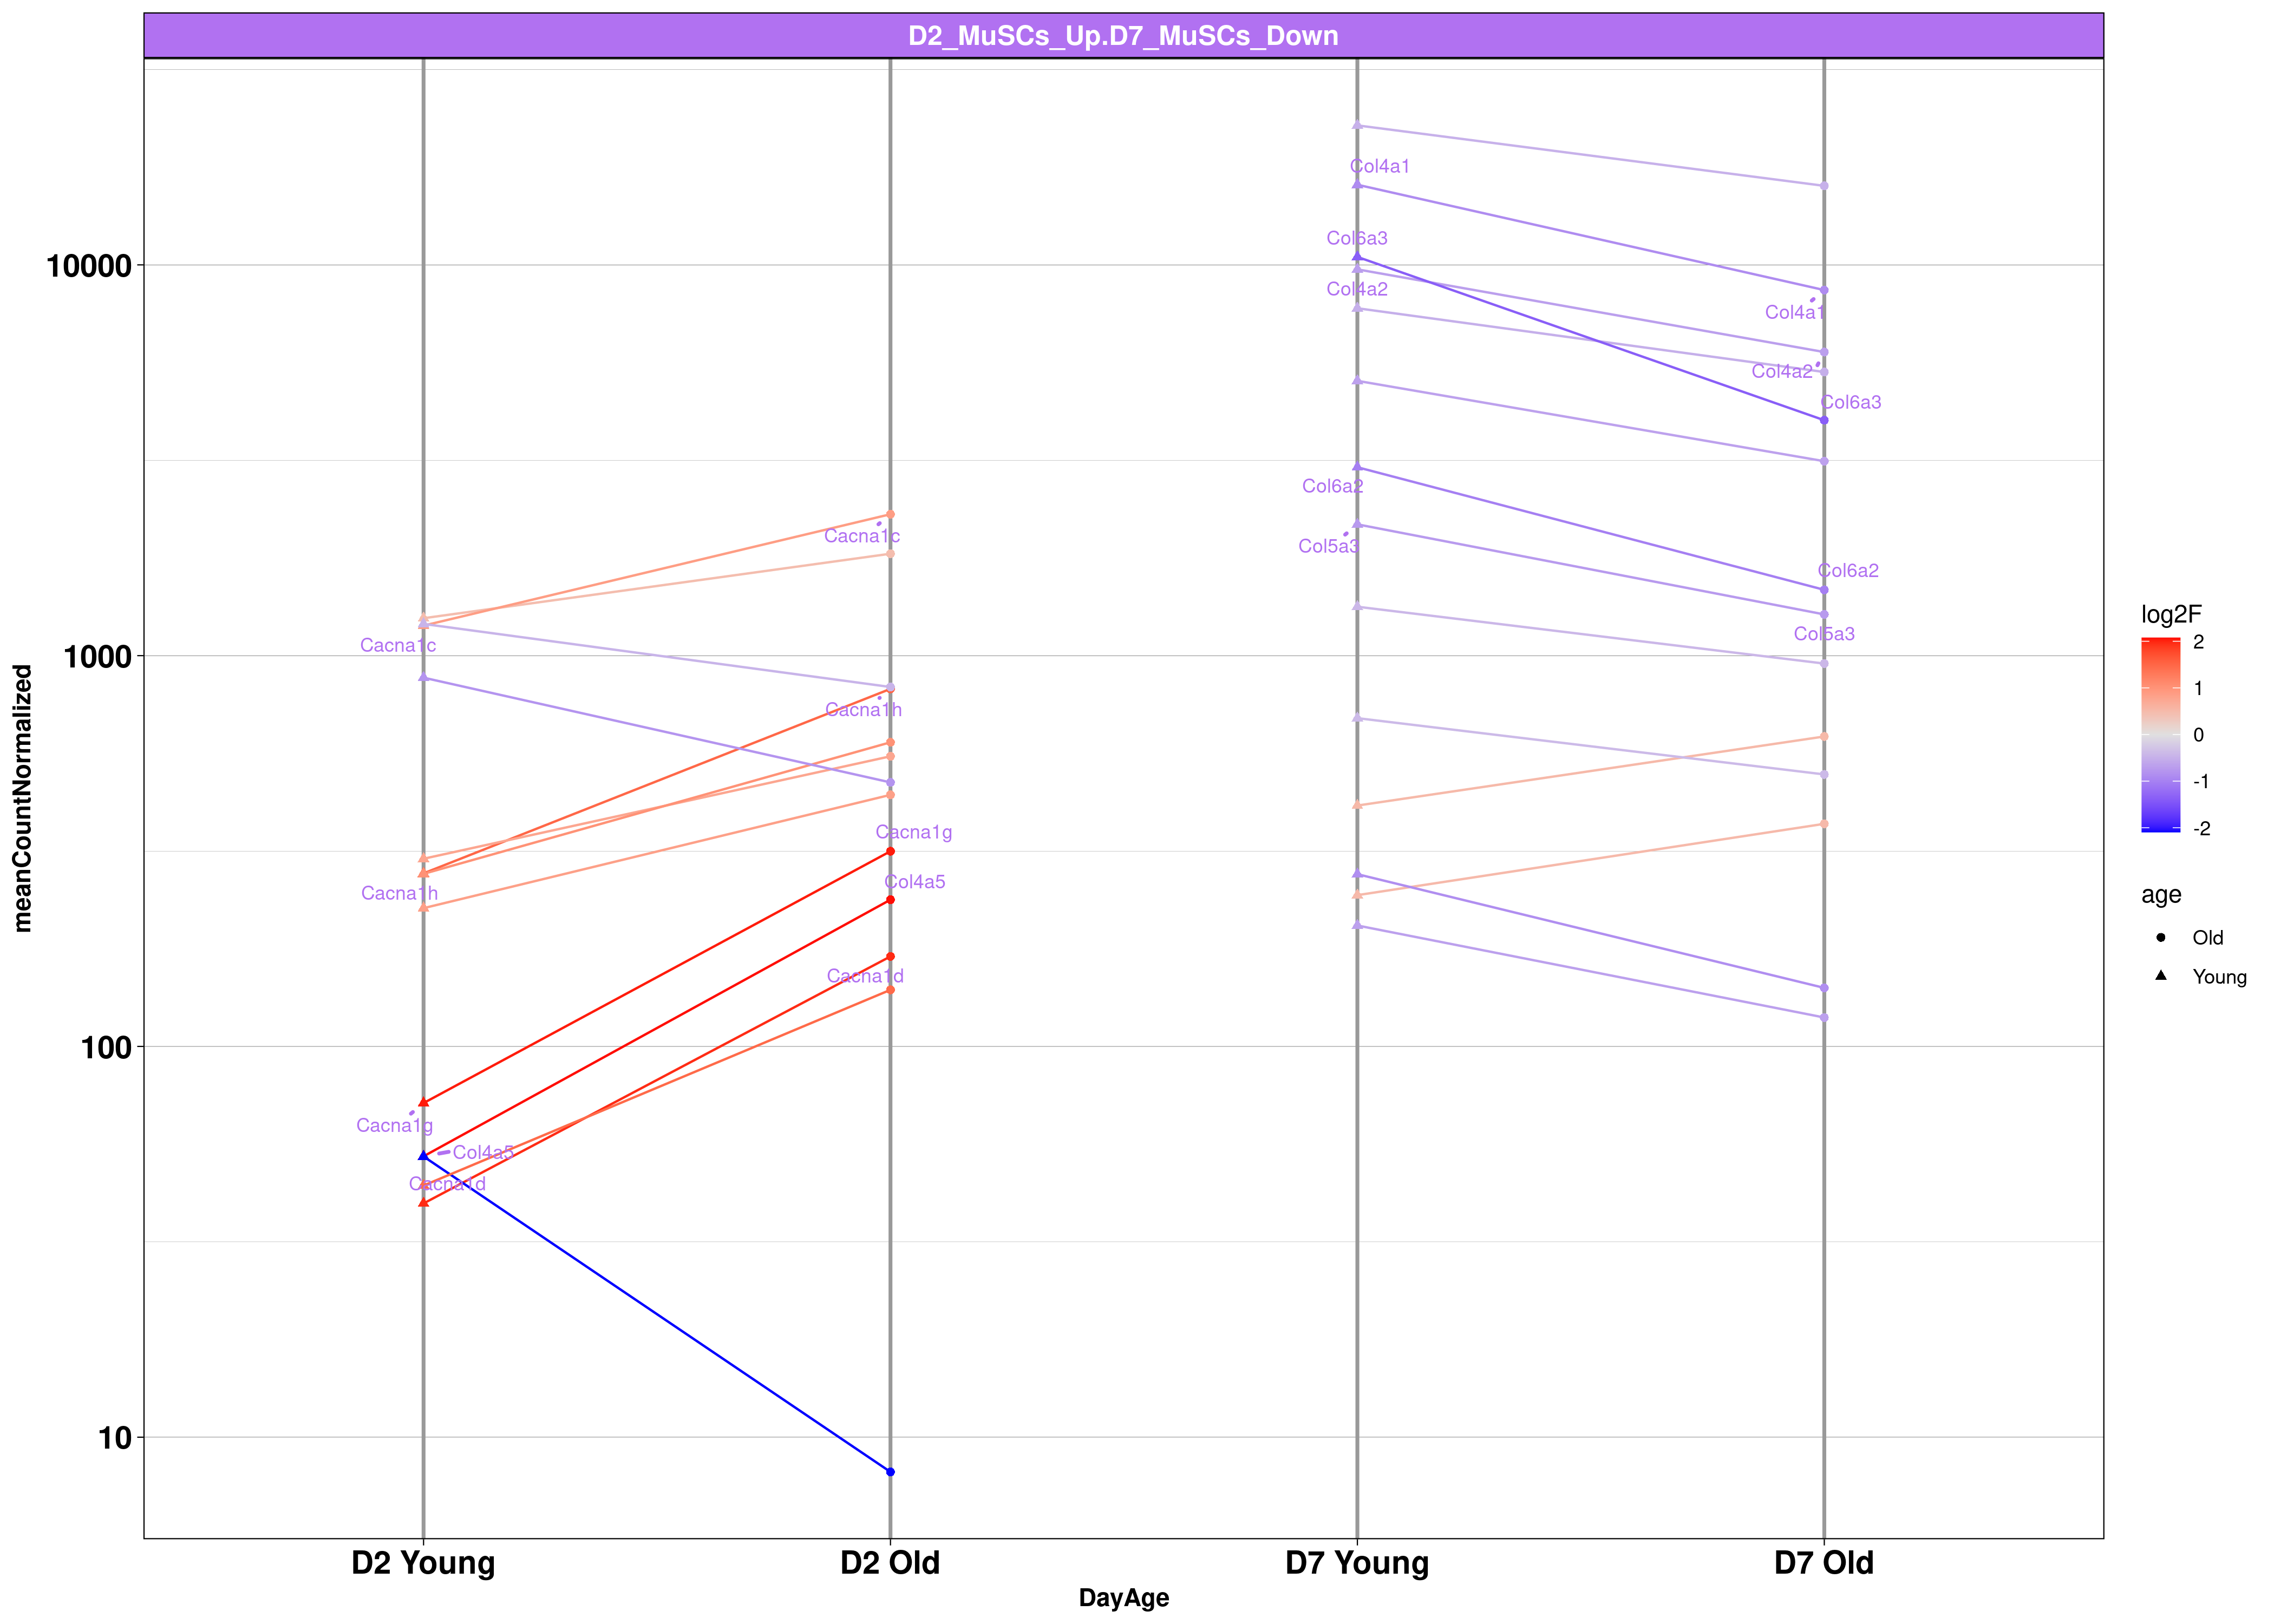 D2_MuSCs_Up.D7_MuSCs_Down
meanCountNormalized
10000
1000
100
10
Cacna1c
Cacna1h
Cacna1g
Col4a5
Cacna1d
Cacna1c
Cacna1h
Cacna1g
Col4a5
Cacna1d
Col4a1
Col6a3
Col4a2
Col6a2
Col5a3
Col4a1
Col4a2
Col6a3
Col6a2
Col5a3
D2 Young
D2 Old
D7 Young
D7 Old
DayAge
log2F
2
1
0
-1
-2
age
Old
Young